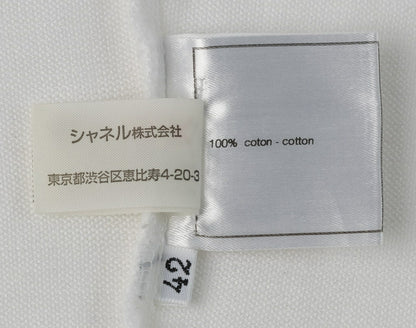 シャネル株式会社
東京都渋谷区恵比寿4-20-3
100% coton - cotton
42